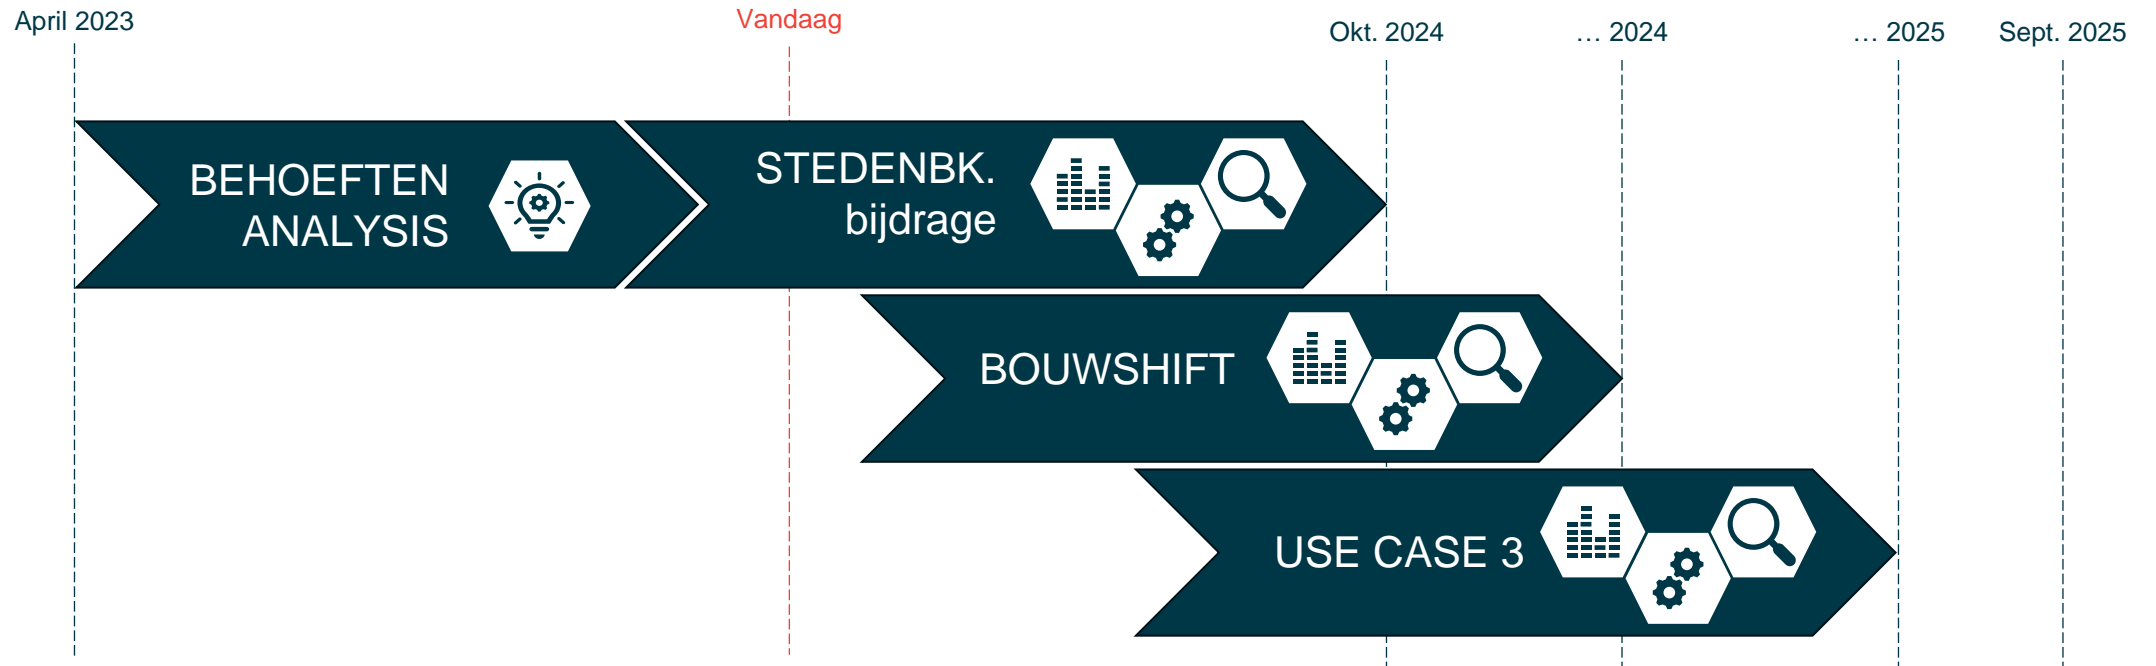 April 2023
Vandaag
Okt. 2024
… 2024
… 2025
Sept. 2025
BEHOEFTEN
ANALYSIS
STEDENBK.
bijdrage
BOUWSHIFT
USE CASE 3